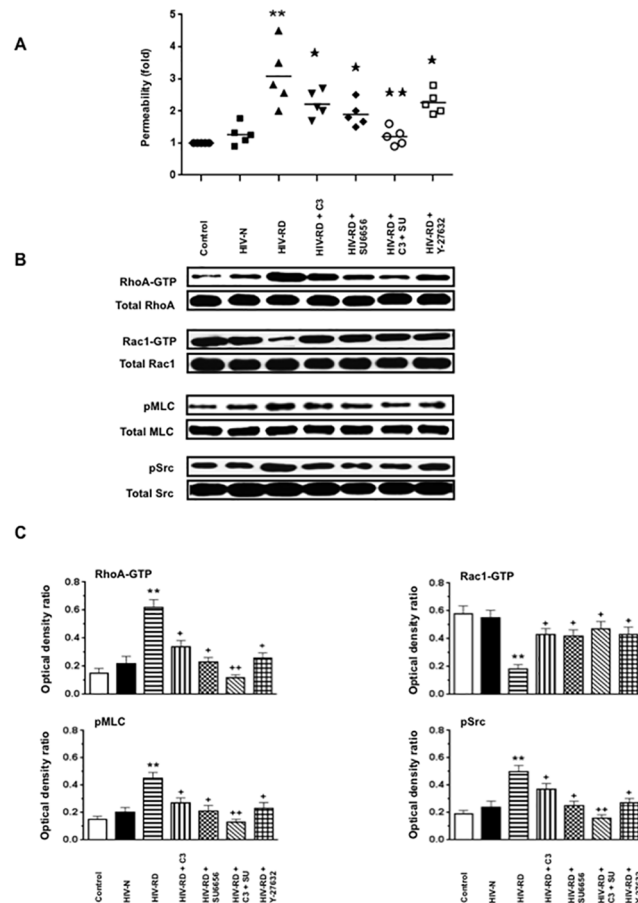 A
Permeability (fold)
5
4
3
2
1
0
**
*
*
**
*
Control
HIV-N
HIV-RD
HIV-RD + C3
HIV-RD +
SU6656
HIV-RD +
C3 + SU
HIV-RD +
Y-27632
B
RhoA-GTP
Total RhoA
Rac1-GTP
Total Rac1
pMLC
Total MLC
pSrc
Total Src
C
RhoA-GTP
Optical density ratio
0.8
0.6
0.4
0.2
0.0
**
+
+
++
+
Rac1-GTP
Optical density ratio
0.8
0.6
0.4
0.2
0.0
**
+
+
+
+
pMLC
Optical density ratio
0.8
0.6
0.4
0.2
0.0
**
+
+
++
+
Control
HIV-N
HIV-RD
HIV-RD + C3
HIV-RD +
SU6656
HIV-RD +
C3 + SU
HIV-RD +
Y-27632
pSrc
Optical density ratio
0.8
0.6
0.4
0.2
0.0
**
+
+
++
+
Control
HIV-N
HIV-RD
HIV-RD + C3
HIV-RD +
SU6656
HIV-RD +
C3 + SU
HIV-RD +
Y-27632